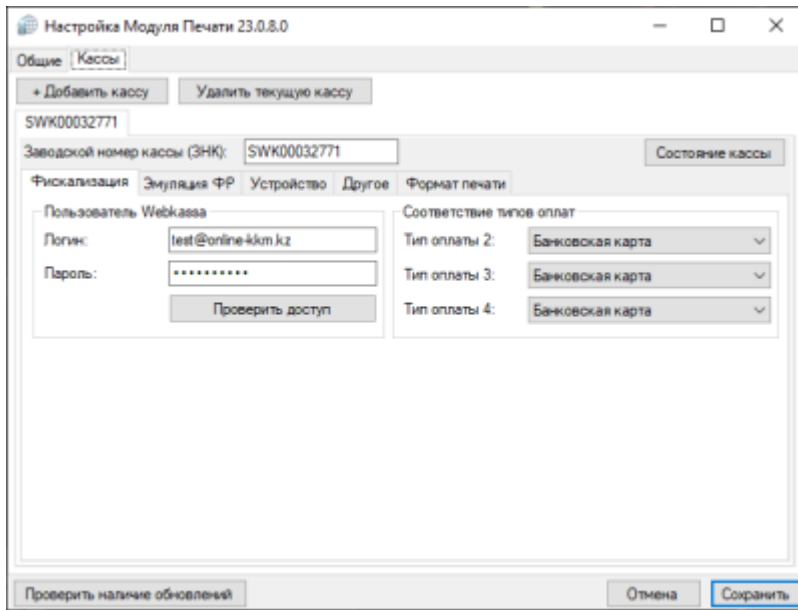 Настройка Модуля Печати 23.0.8.0
Общие Кассы
+ Добавить кассу Удалить текущую кассу
SWK00032771
Заводской номер кассы (ЗНК): SWK00032771 Состояние кассы
Фискализация Эмуляция ФР Устройство Другое Формат печати
Пользователь Webkassa Соответствие типов оплат
Логин: test@online-kkm.kz Тип оплаты 2: Банковская карта
Пароль: •••••••••• Тип оплаты 3: Банковская карта
Проверить доступ Тип оплаты 4: Банковская карта
Проверить наличие обновлений Отмена Сохранить